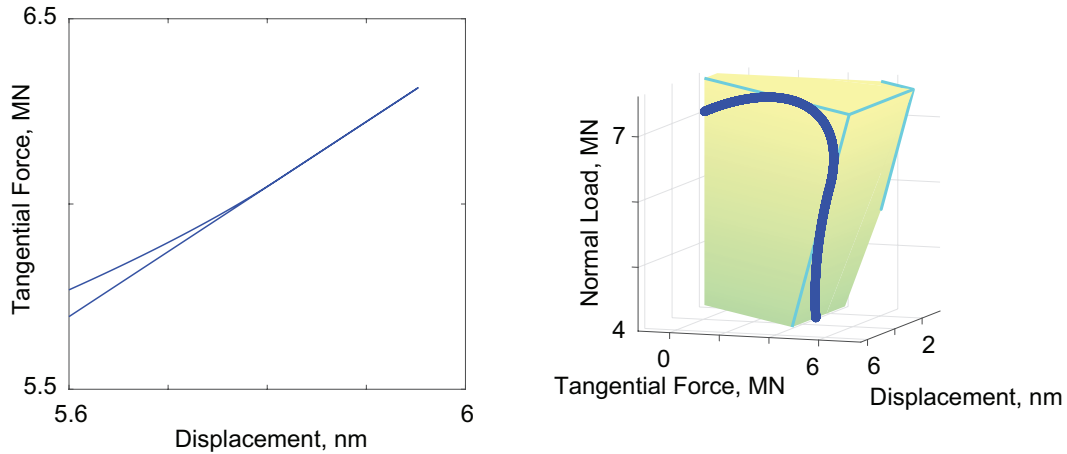 6.5
Tangential Force, MN
5.5
5.6
6
Displacement, nm
7
Normal Load, MN
4
0
6
6
2
Tangential Force, MN
Displacement, nm